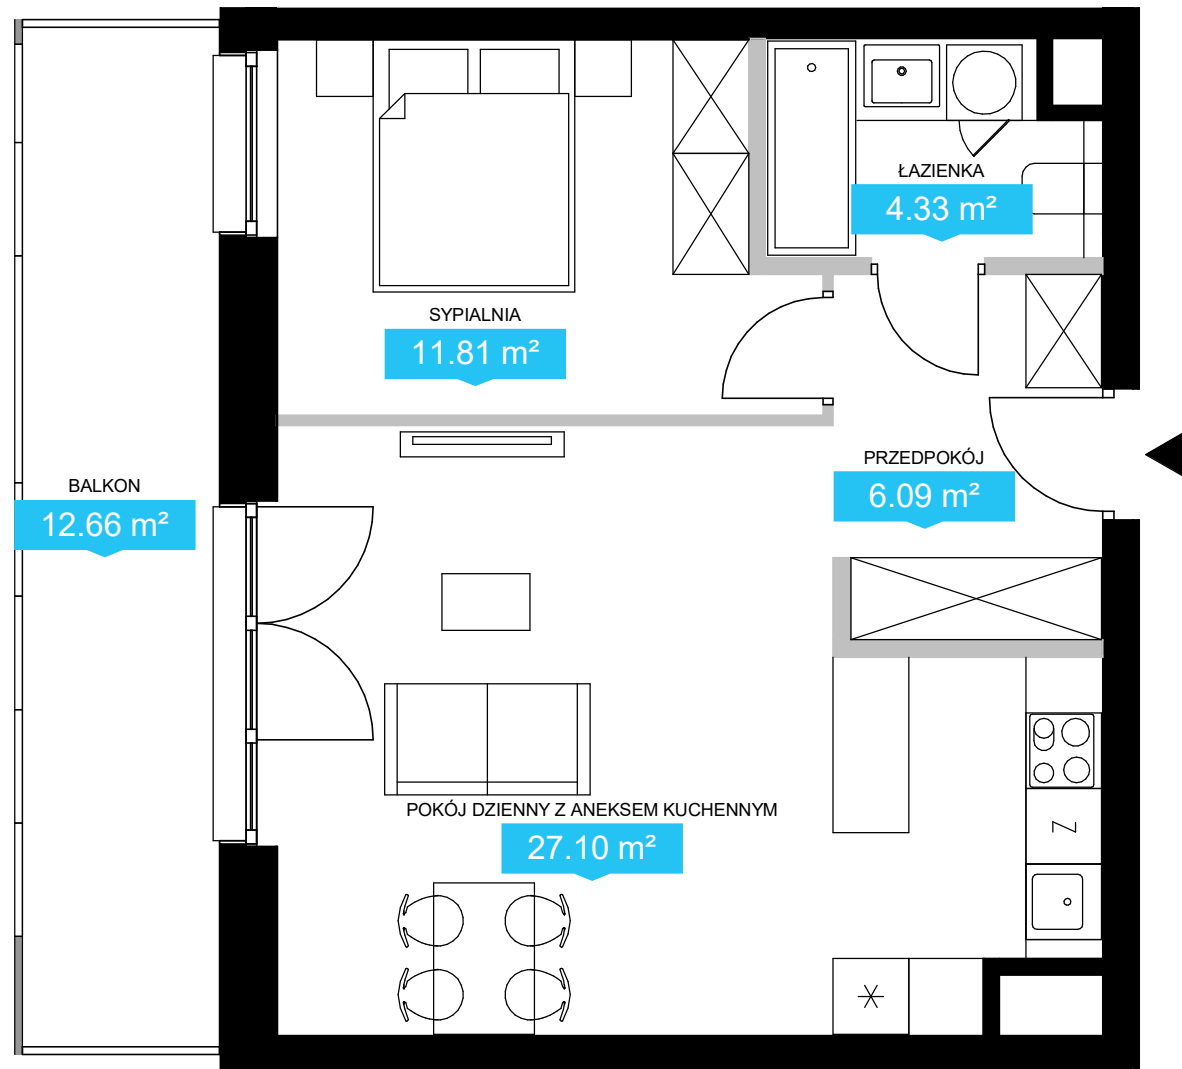 ŁAZIENKA
4.33 m²
SYPIALNIA
11.81 m²
PRZEDPOKÓJ
6.09 m²
BALKON
12.66 m²
POKÓJ DZIENNY Z ANEKSEM KUCHENNYM
27.10 m²
Z